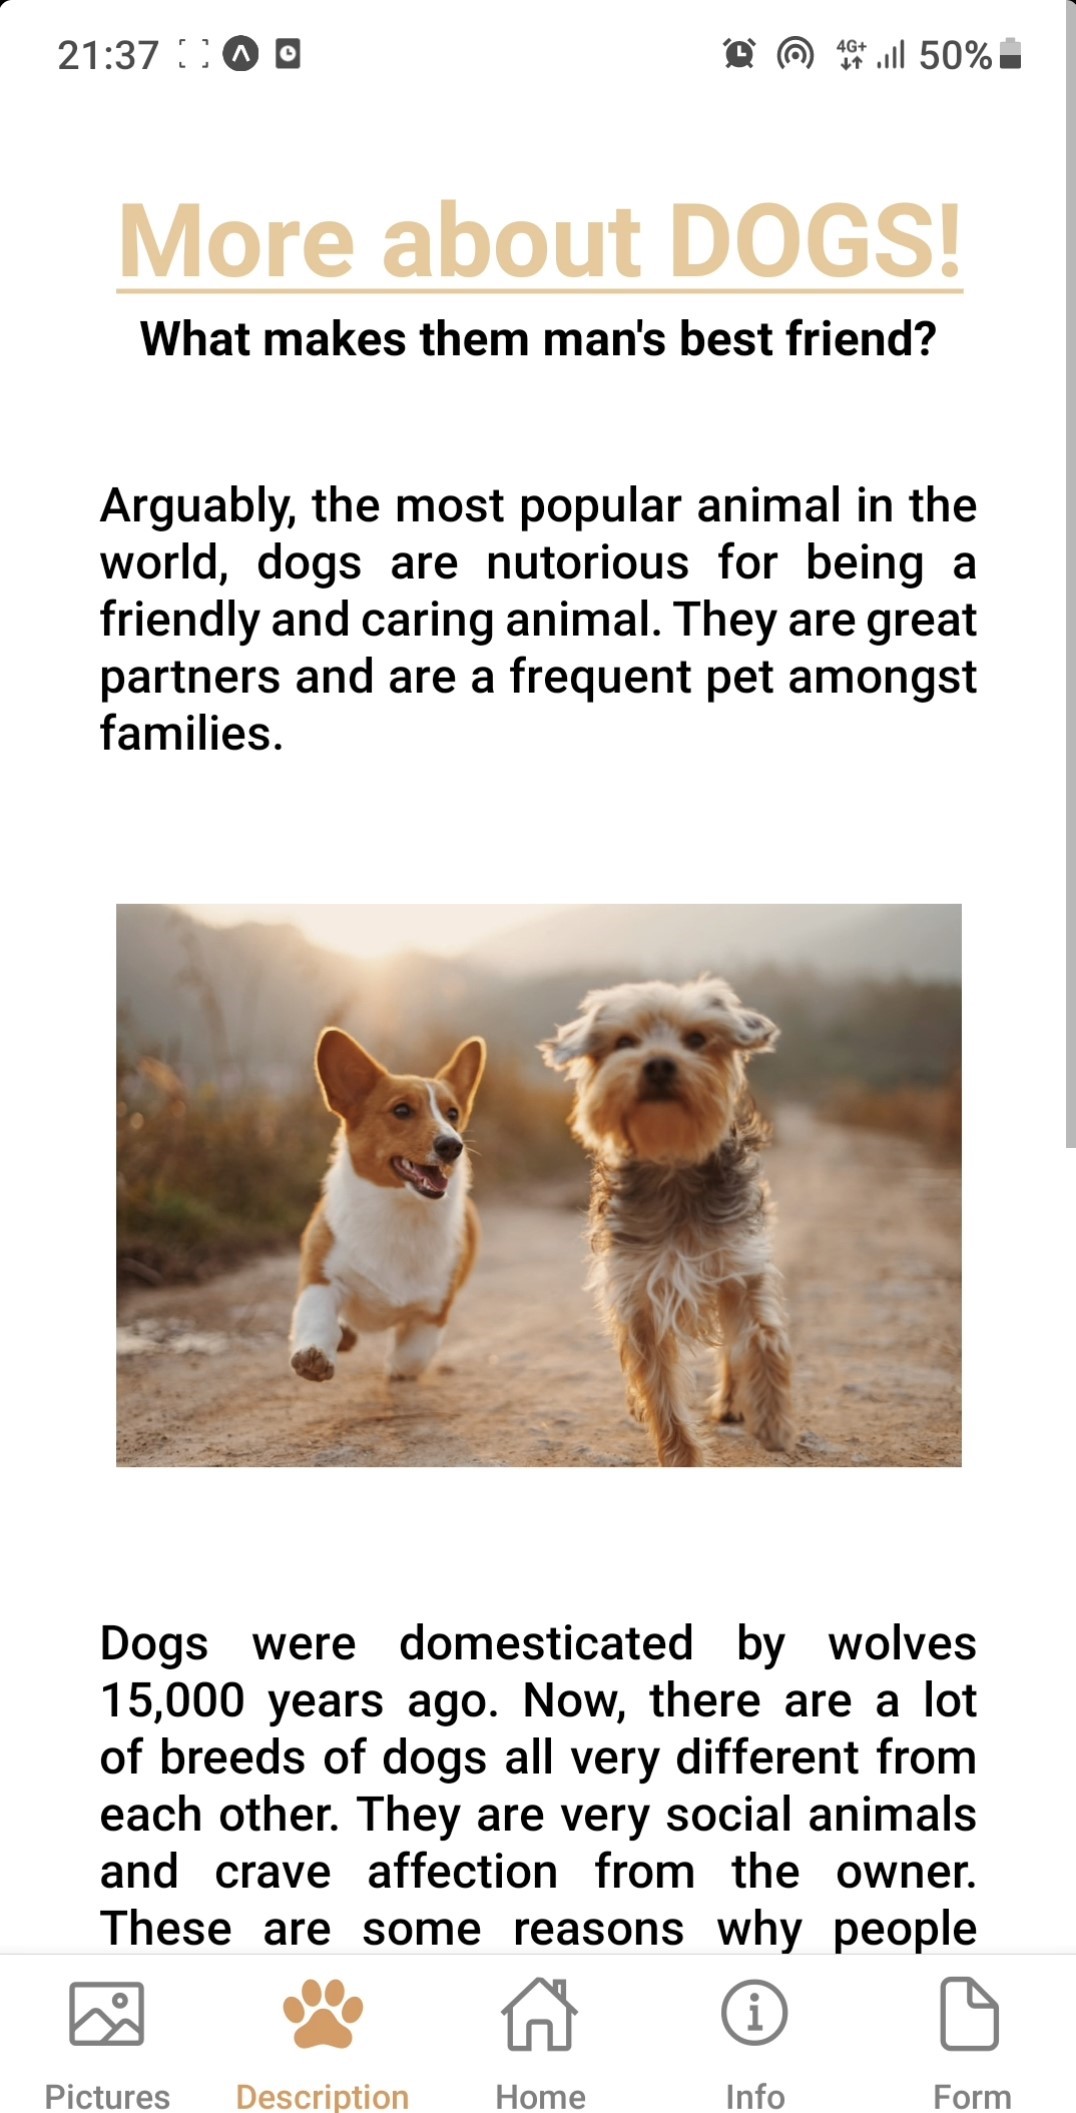 21:37
4G+
50%
More about DOGS!
What makes them man's best friend?
Arguably, the most popular animal in the
world, dogs are nutorious for being a
friendly and caring animal. They are great
partners and are a frequent pet amongst
families.
Dogs were domesticated by wolves
15,000 years ago. Now, there are a lot
of breeds of dogs all very different from
each other. They are very social animals
and crave affection from the owner.
These are some reasons why people
Pictures
Description
Home
Info
Form